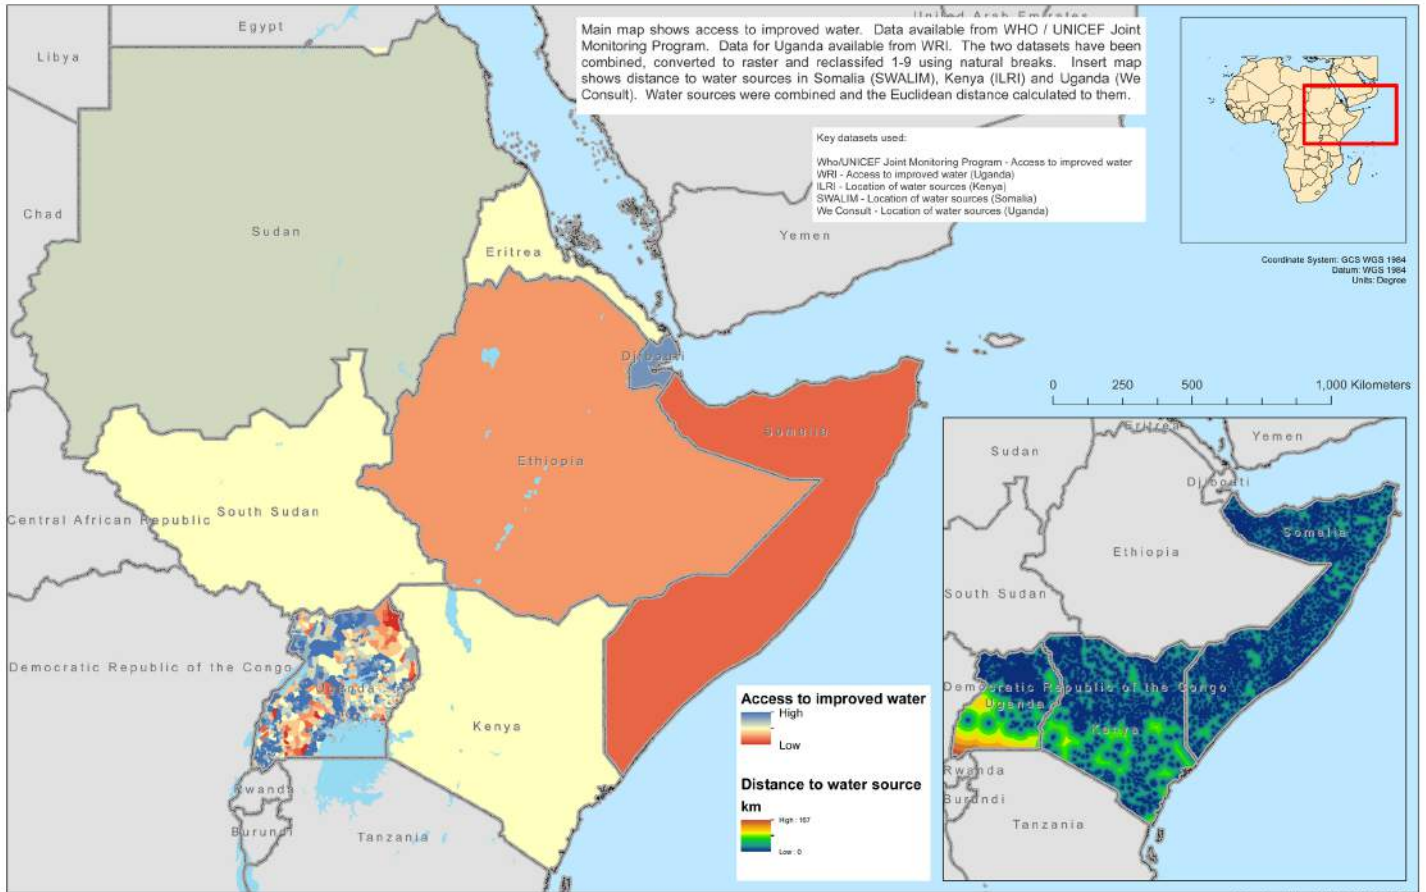 Egypt
United Arab Emirates
Libya
Main map shows access to improved water. Data available from WHO / UNICEF Joint
Monitoring Program. Data for Uganda available from WRI. The two datasets have been
combined, converted to raster and reclassifed 1-9 using natural breaks. Insert map
shows distance to water sources in Somalia (SWALIM), Kenya (ILRI) and Uganda (We
Consult). Water sources were combined and the Euclidean distance calculated to them.
Key datasets used:
Who/UNICEF Joint Monitoring Program - Access to improved water
WRI - Access to improved water (Uganda)
ILRI - Location of water sources (Kenya)
SWALIM - Location of water sources (Somalia)
We Consult - Location of water sources (Uganda)
Coordinate System: GCS WGS 1984
Datum: WGS 1984
Units: Degree
Chad
Sudan
Eritrea
Yemen
Djibouti
Somalia
Ethiopia
South Sudan
Central African Republic
Democratic Republic of the Congo
Uganda
Kenya
Rwanda
Burundi
Tanzania
0 250 500 1,000 Kilometers
Access to improved water
High
Low
Distance to water source
km
High : 167
Low : 0
Eritrea
Yemen
Sudan
Djibouti
Somalia
Ethiopia
South Sudan
Democratic Republic of the Congo
Uganda
Kenya
Rwanda
Burundi
Tanzania